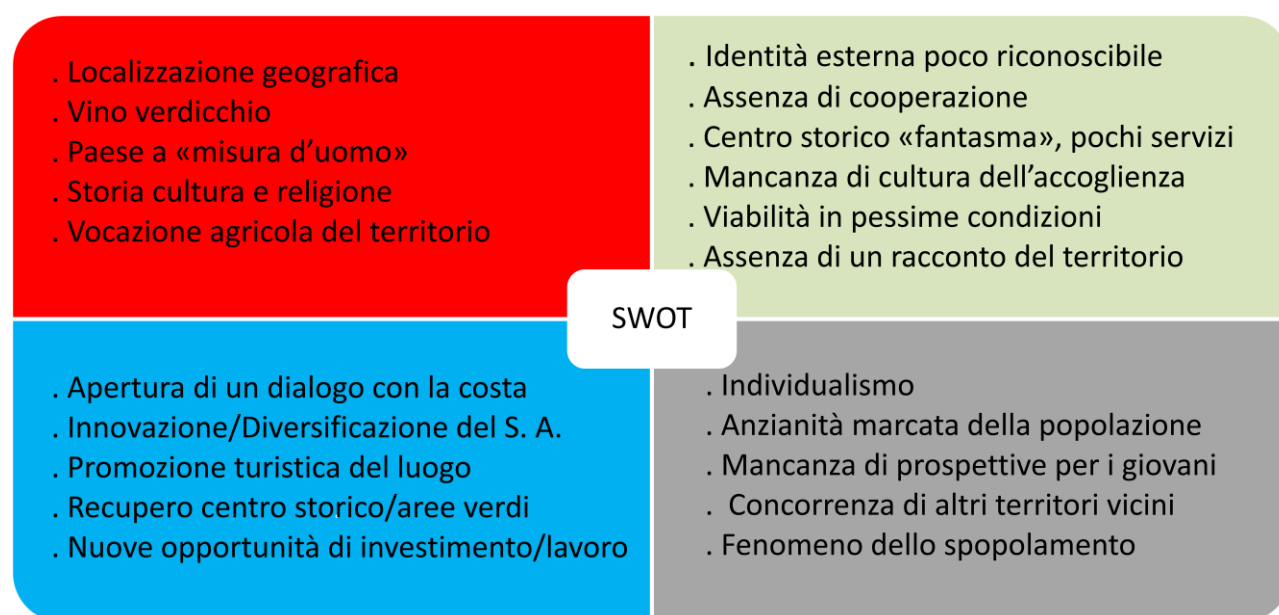 . Localizzazione geografica
. Vino verdicchio
. Paese a «misura d’uomo»
. Storia cultura e religione
. Vocazione agricola del territorio
. Identità esterna poco riconoscibile
. Assenza di cooperazione
. Centro storico «fantasma», pochi servizi
. Mancanza di cultura dell’accoglienza
. Viabilità in pessime condizioni
. Assenza di un racconto del territorio
SWOT
. Apertura di un dialogo con la costa
. Innovazione/Diversificazione del S. A.
. Promozione turistica del luogo
. Recupero centro storico/aree verdi
. Nuove opportunità di investimento/lavoro
. Individualismo
. Anzianità marcata della popolazione
. Mancanza di prospettive per i giovani
. Concorrenza di altri territori vicini
. Fenomeno dello spopolamento